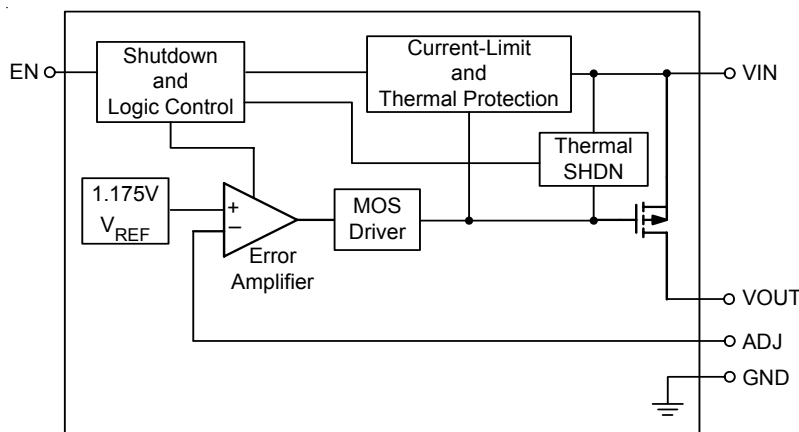 EN
Shutdown
and
Logic Control
Current-Limit
and
Thermal Protection
VIN
Thermal
SHDN
1.175V
V_REF
+
−
MOS
Driver
Error
Amplifier
VOUT
ADJ
GND